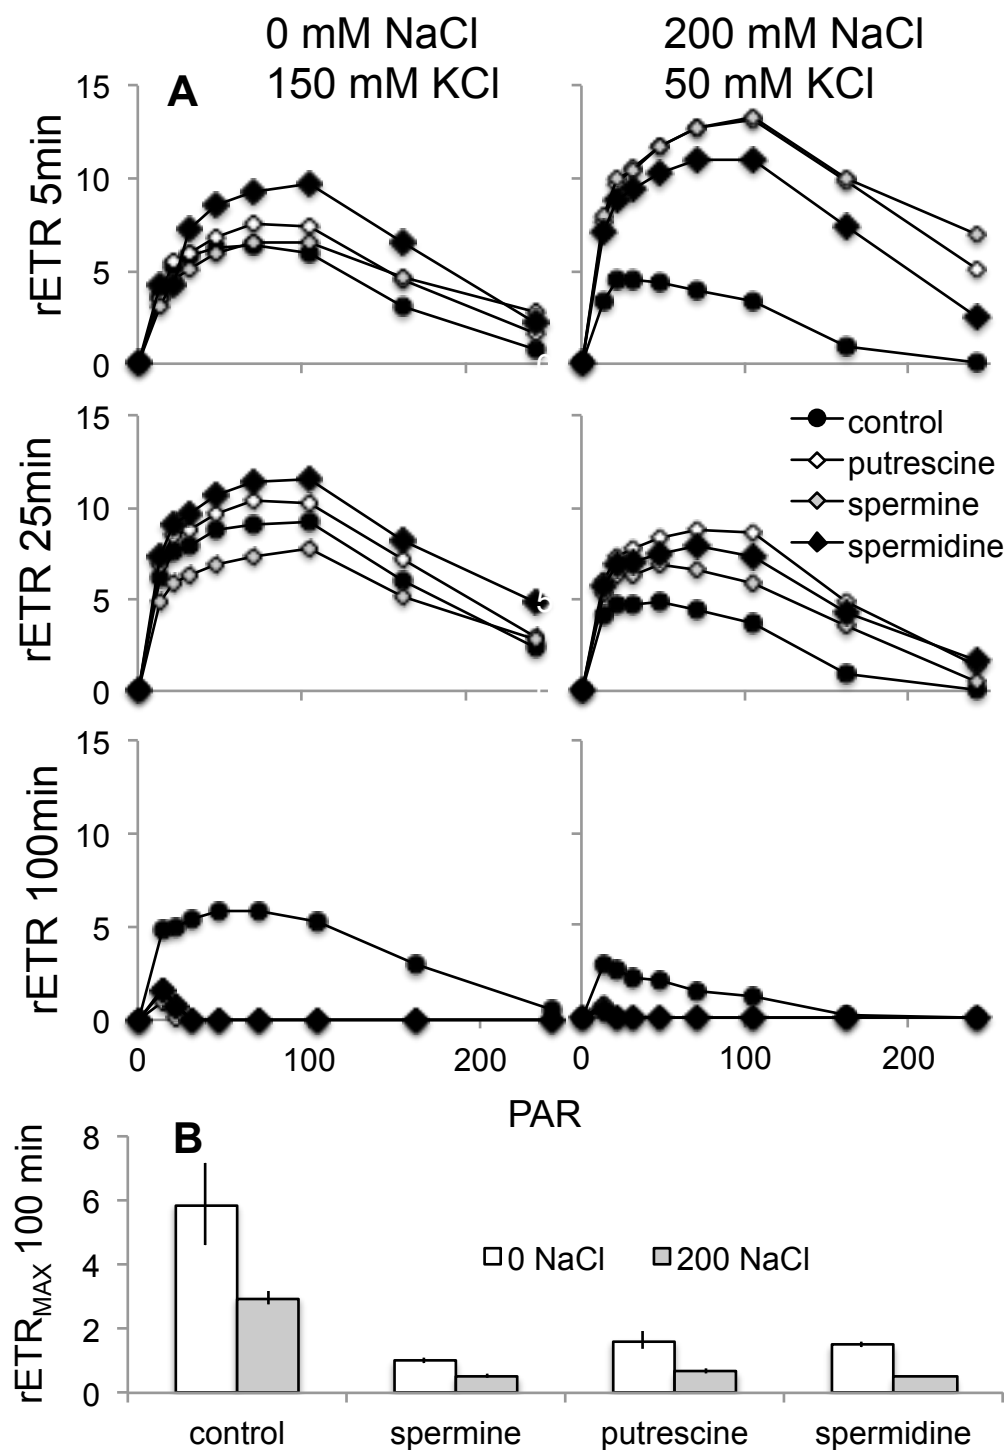 0 mM NaCl
150 mM KCl
200 mM NaCl
50 mM KCl
A
rETR 5min
15
10
5
0
rETR 25min
15
10
5
0
control
putrescine
spermine
spermidine
rETR 100min
15
10
5
0
0 100 200
0 100 200
PAR
B
rETRMAX 100 min
8
6
4
2
0
0 NaCl
200 NaCl
control spermine putrescine spermidine